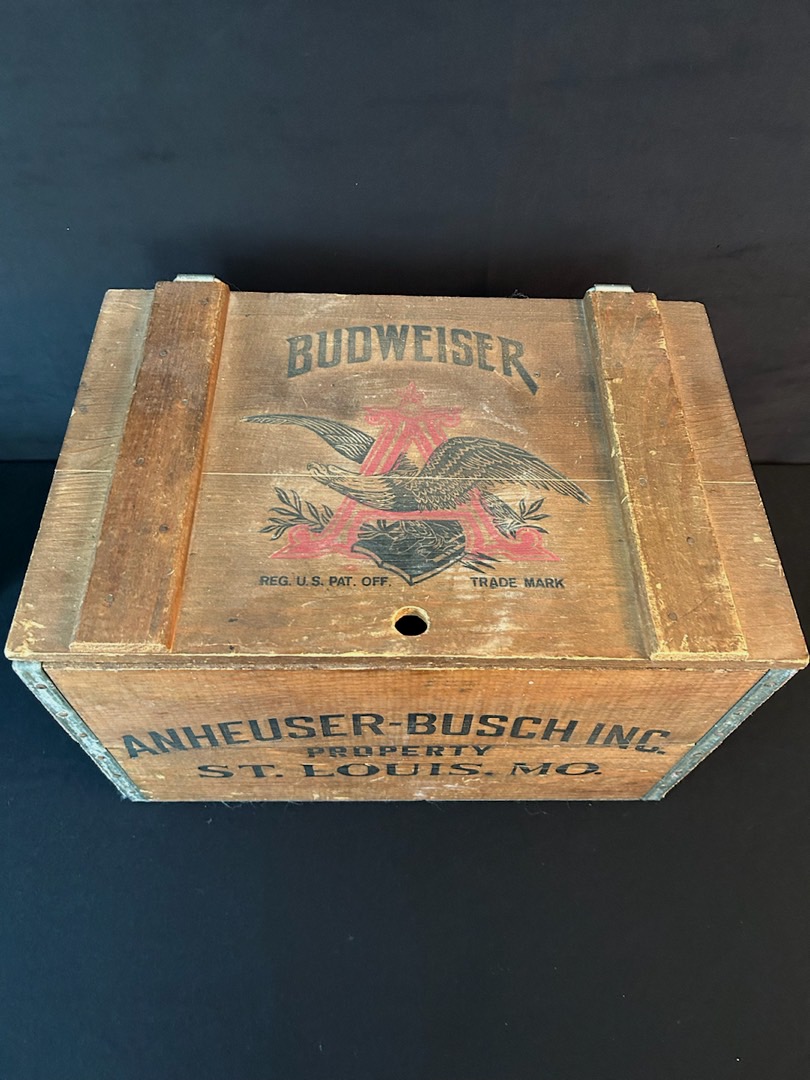 BUDWEISER
A
REG. U.S. PAT. OFF. TRADE MARK
ANHEUSER-BUSCH INC.
PROPERTY
ST. LOUIS, MO.